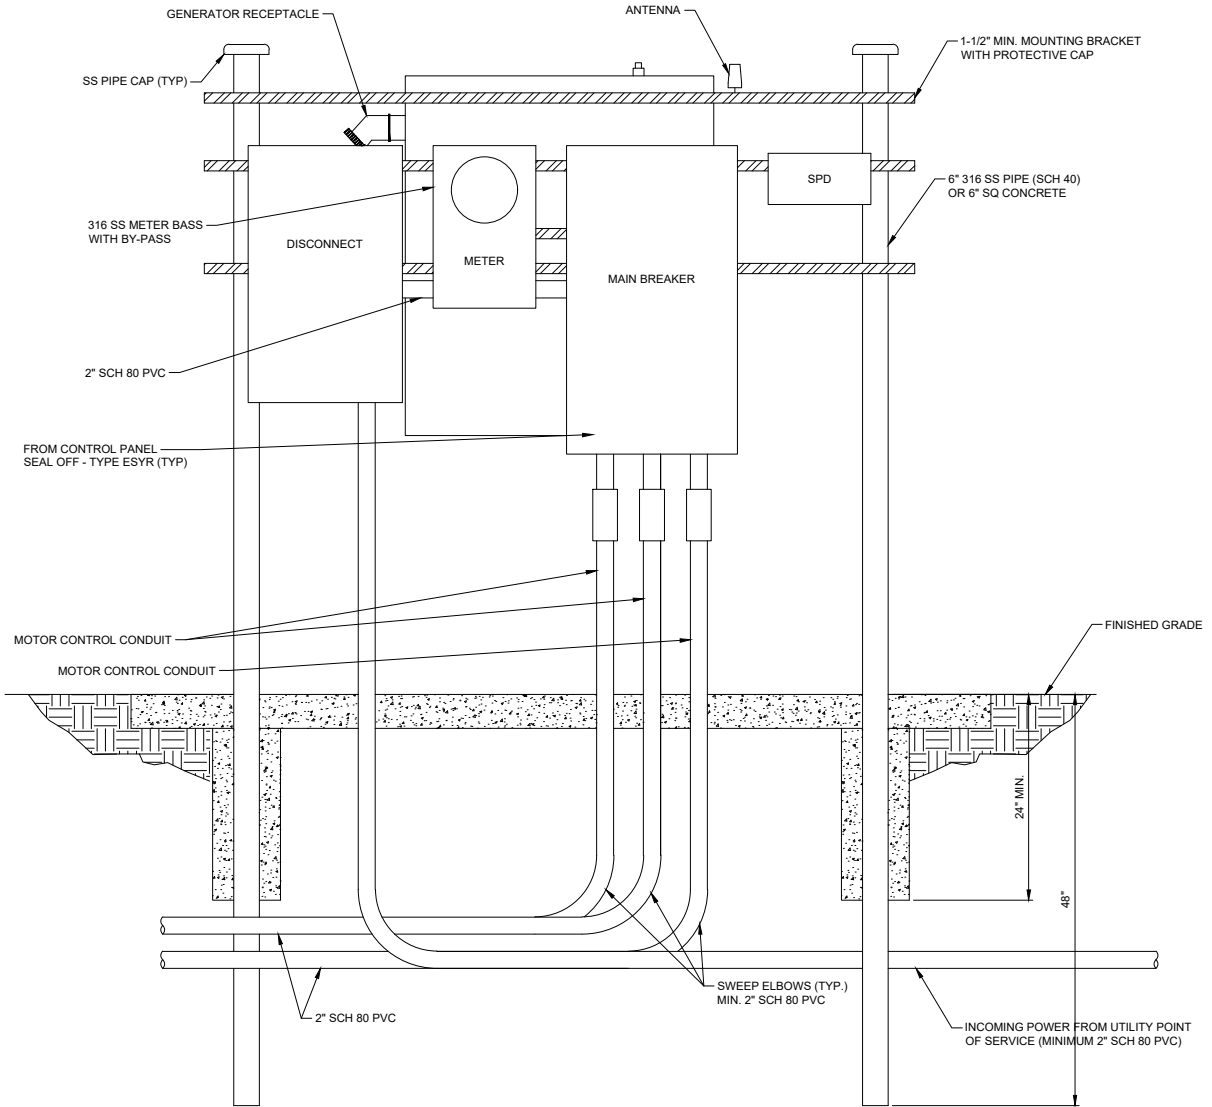 GENERATOR RECEPTACLE
ANTENNA
1-1/2" MIN. MOUNTING BRACKET
WITH PROTECTIVE CAP
SS PIPE CAP (TYP)
SPD
6" 316 SS PIPE (SCH 40)
OR 6" SQ CONCRETE
316 SS METER BASS
WITH BY-PASS
DISCONNECT
METER
MAIN BREAKER
2" SCH 80 PVC
FROM CONTROL PANEL
SEAL OFF - TYPE ESYR (TYP)
FINISHED GRADE
MOTOR CONTROL CONDUIT
MOTOR CONTROL CONDUIT
24" MIN.
48"
SWEEP ELBOWS (TYP.)
MIN. 2" SCH 80 PVC
2" SCH 80 PVC
INCOMING POWER FROM UTILITY POINT
OF SERVICE (MINIMUM 2" SCH 80 PVC)